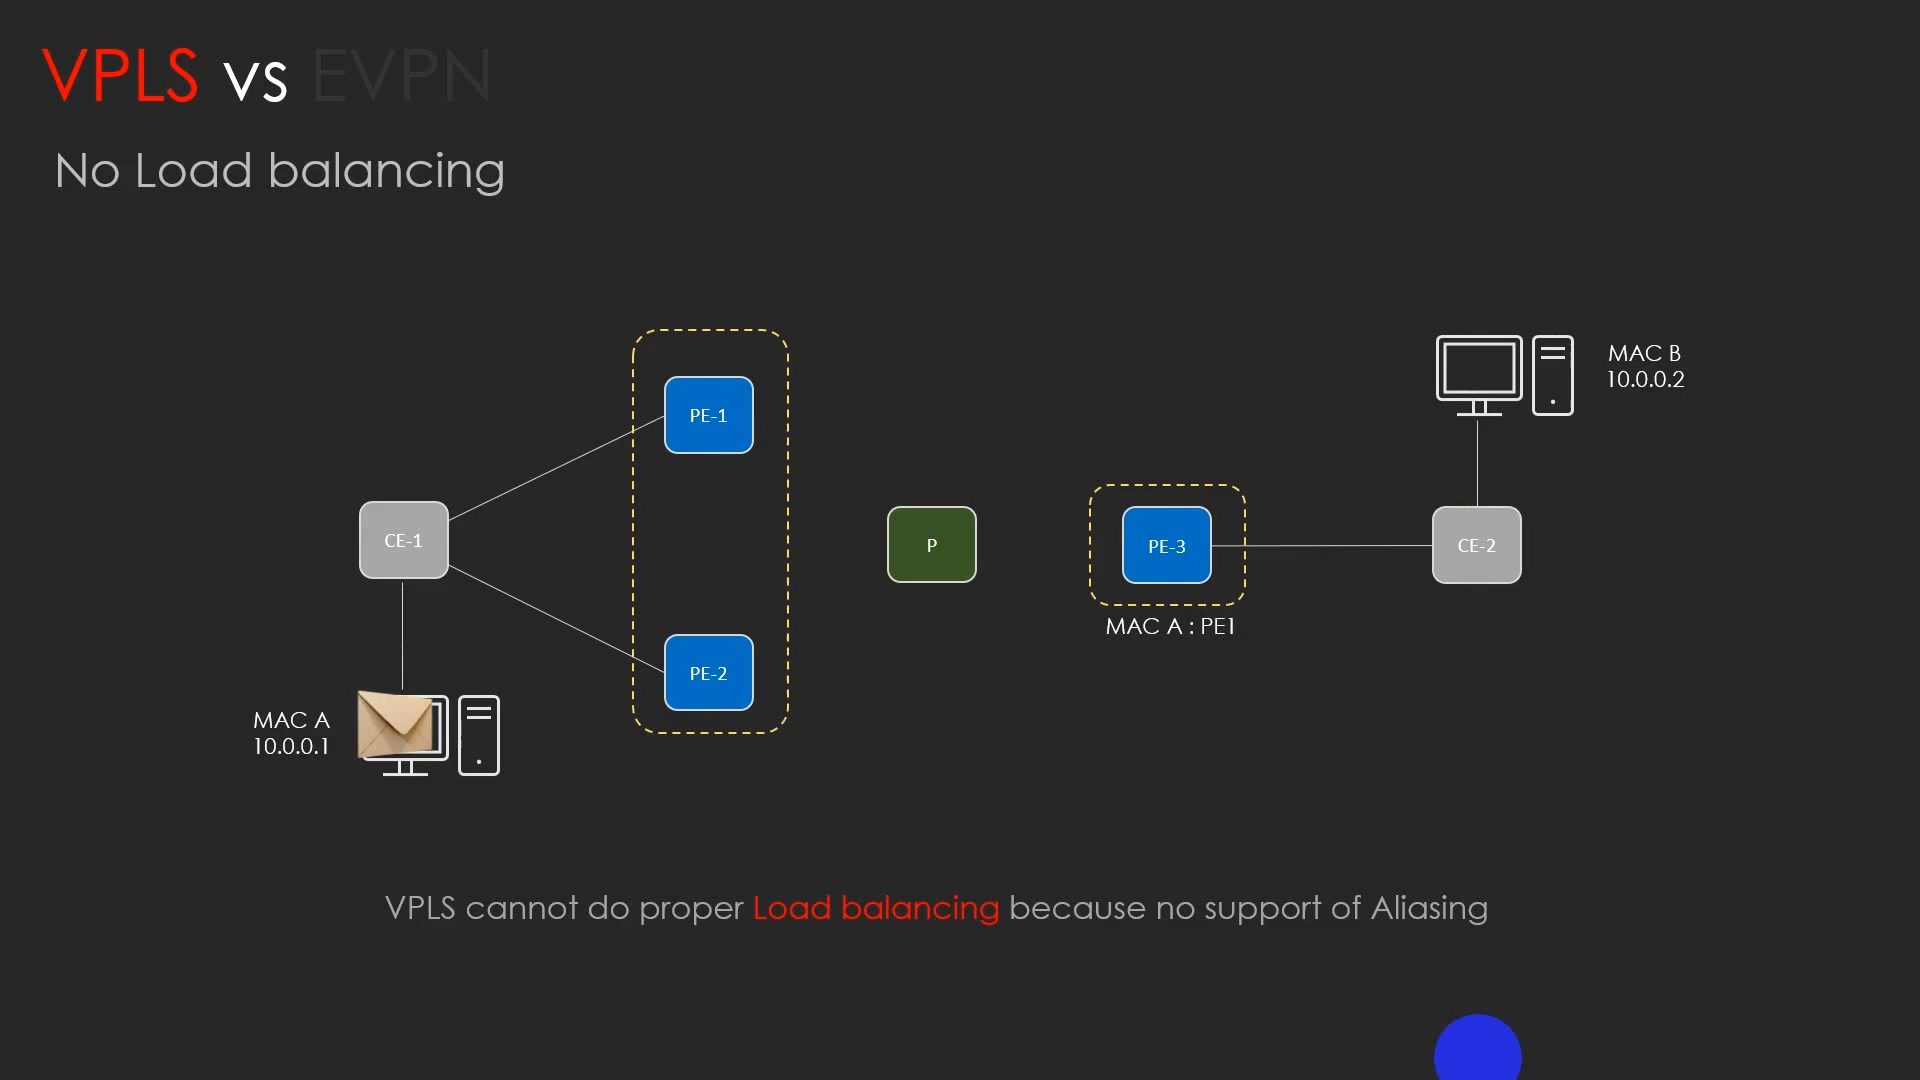 VPLS vs EVPN
No Load balancing
MAC B
10.0.0.2
PE-1
CE-1
P
PE-3
CE-2
MAC A : PE1
PE-2
MAC A
10.0.0.1
VPLS cannot do proper Load balancing because no support of Aliasing